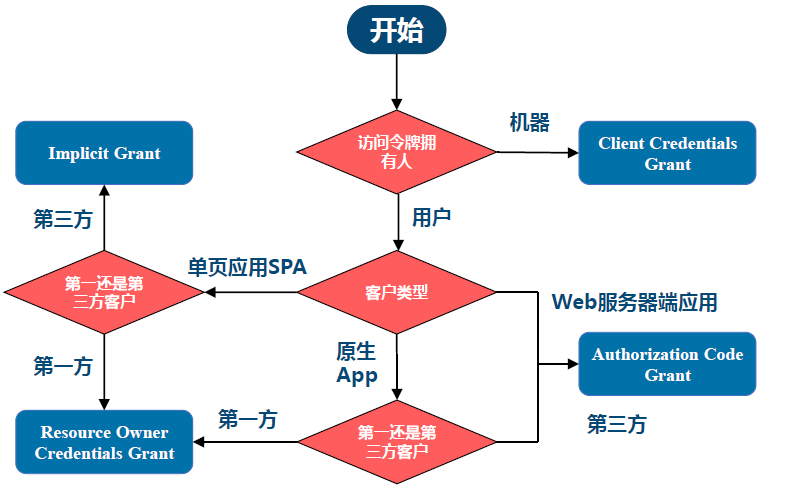 开始
访问令牌拥
有人
机器
Client Credentials
Grant
Implicit Grant
用户
第三方
第一还是第
三方客户
单页应用SPA
客户类型
Web服务器端应用
原生
App
Authorization Code
Grant
第一方
第三方
Resource Owner
Credentials Grant
第一方
第一还是第
三方客户